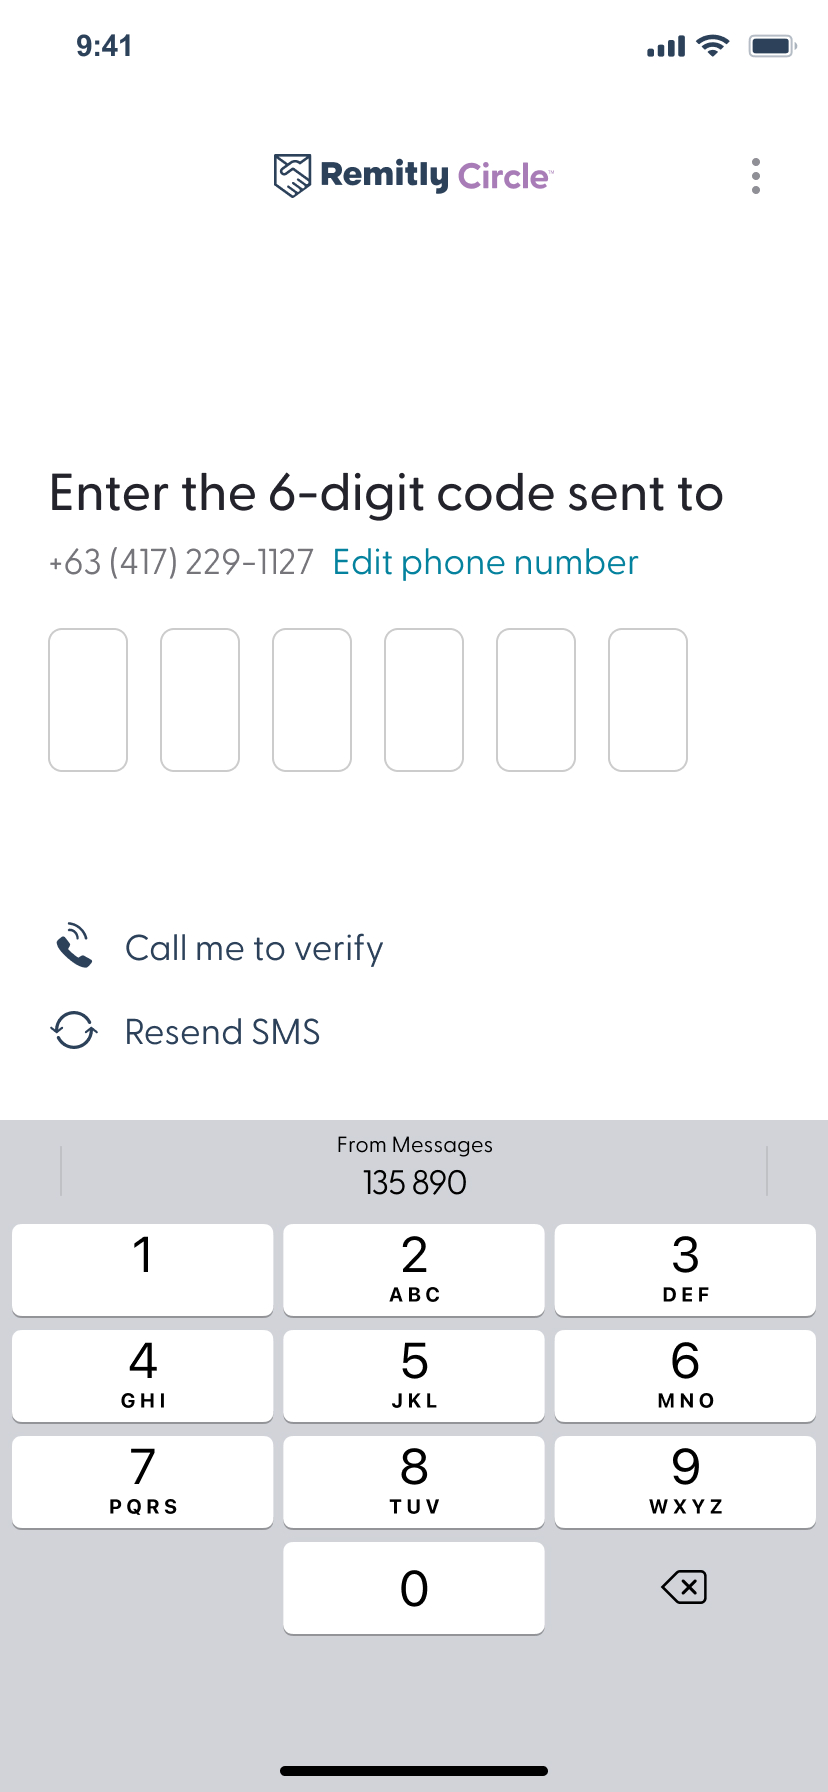 9:41
Remitly Circle™
Enter the 6-digit code sent to
+63 (417) 229-1127 Edit phone number
Call me to verify
Resend SMS
From Messages
135 890
1 2 3
ABC DEF
4 5 6
GHI JKL MNO
7 8 9
PQRS TUV WXYZ
0